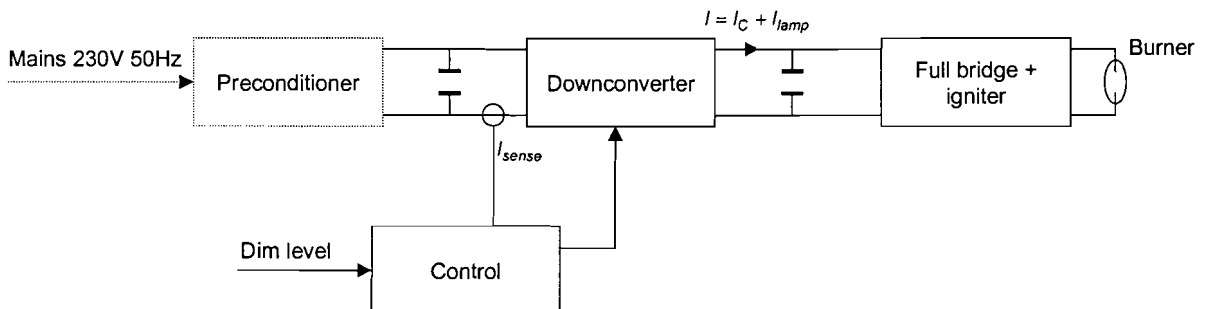 I = I_C + I_lamp
Mains 230V 50Hz
Preconditioner
Downconverter
Full bridge +
igniter
Burner
I_sense
Dim level
Control